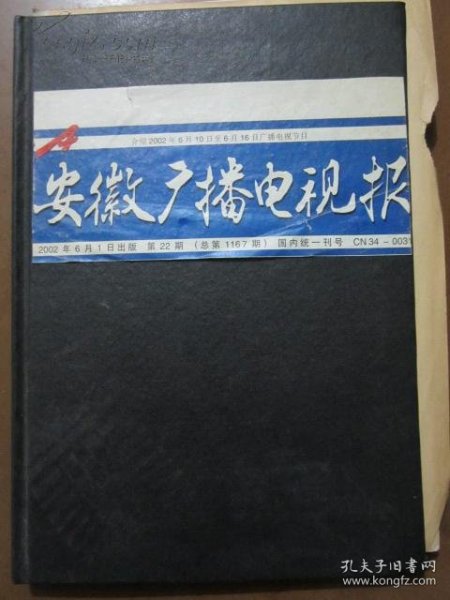 介绍2002年6月10日至6月16日广播电视节目
安徽广播电视报
2002年6月1日出版 第22期 (总第1167期) 国内统一刊号 CN34-003
孔夫子旧书网
www.kongfz.com